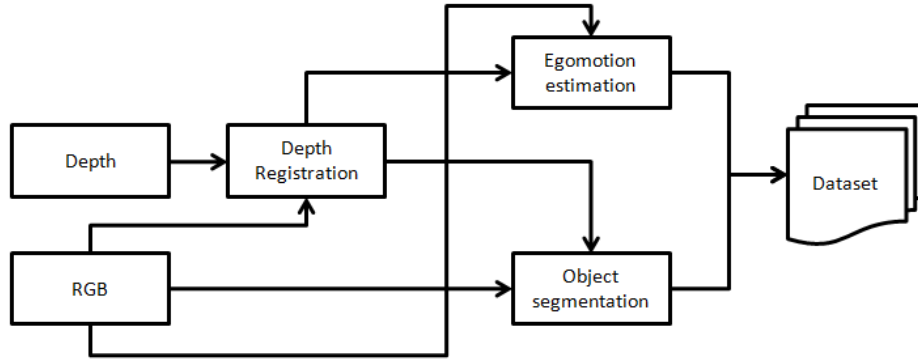 Egomotion
estimation
Depth
Depth
Registration
Dataset
RGB
Object
segmentation